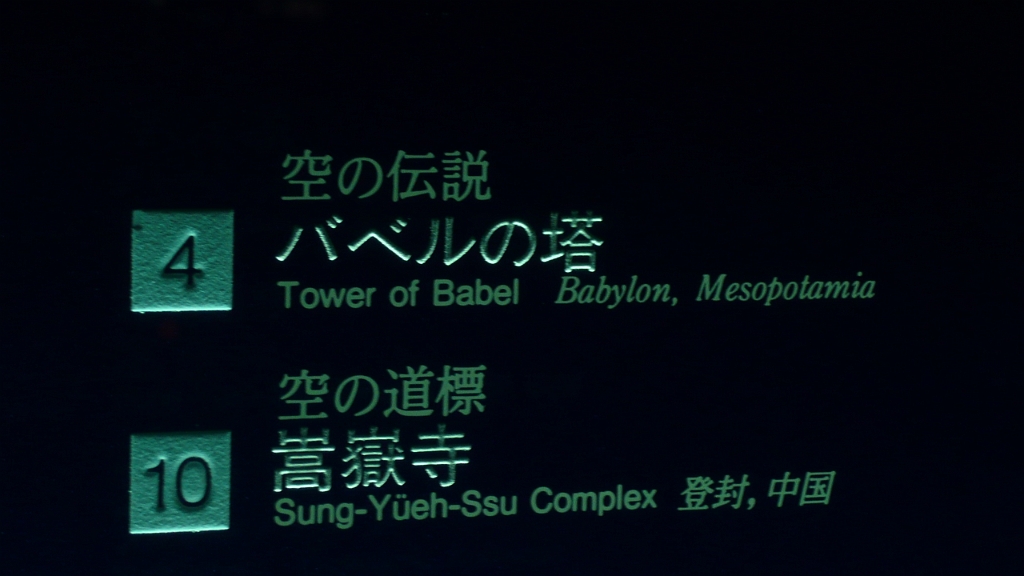 空の伝説
4
バベルの塔
Tower of Babel Babylon, Mesopotamia
空の道標
10
嵩嶽寺
Sung-Yüeh-Ssu Complex 登封, 中国